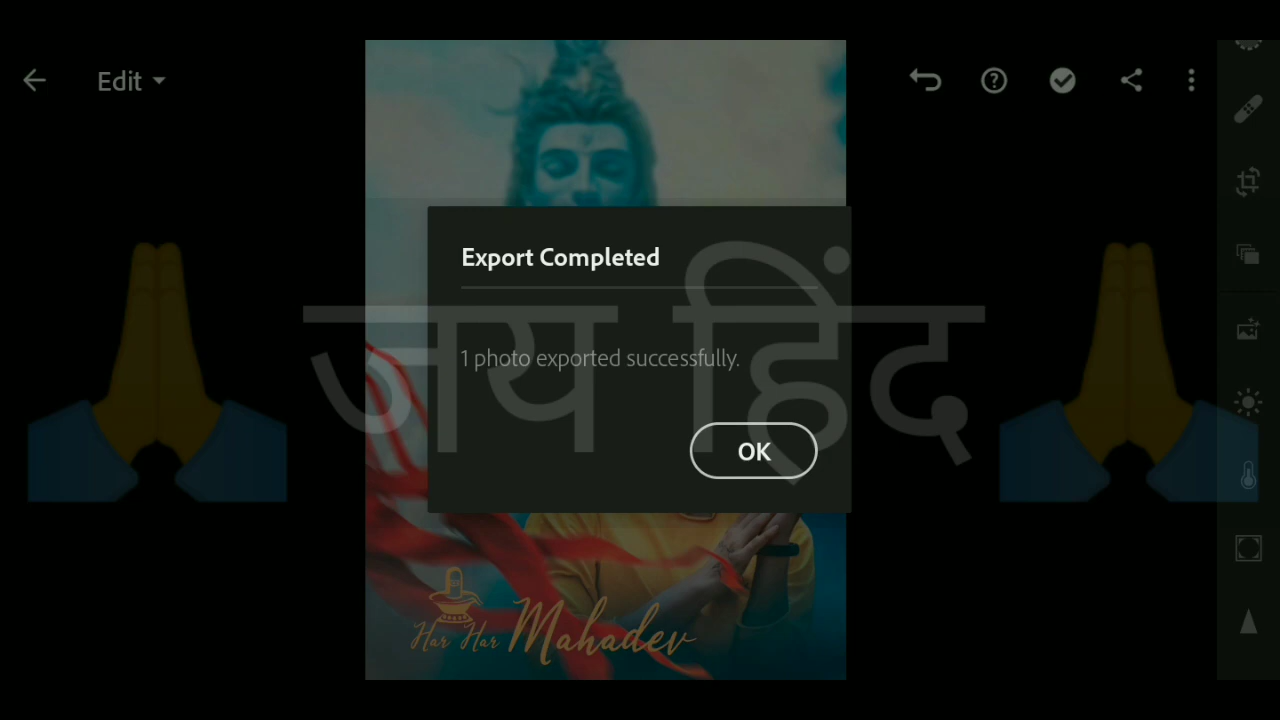 Edit
Export Completed
जय हिंद
1 photo exported successfully.
OK
Har Har Mahadev